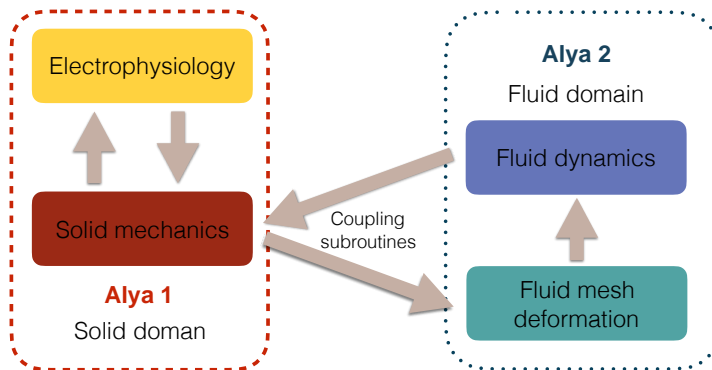 Electrophysiology
Solid mechanics
Alya 1
Solid doman
Coupling
subroutines
Alya 2
Fluid domain
Fluid dynamics
Fluid mesh
deformation